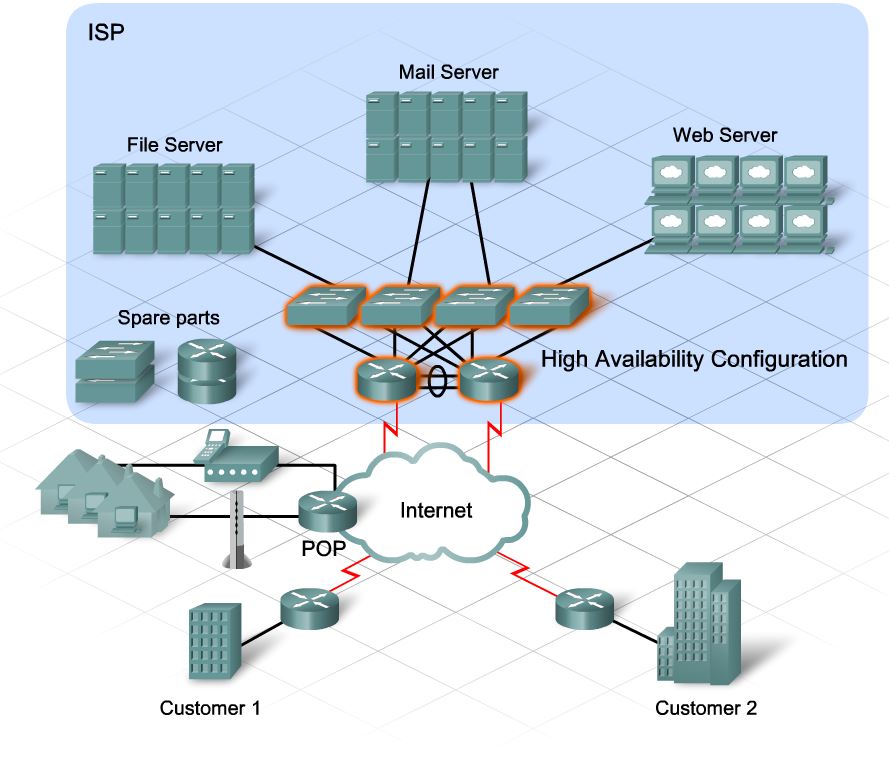 ISP
Mail Server
File Server
Web Server
Spare parts
High Availability Configuration
Internet
POP
Customer 1
Customer 2